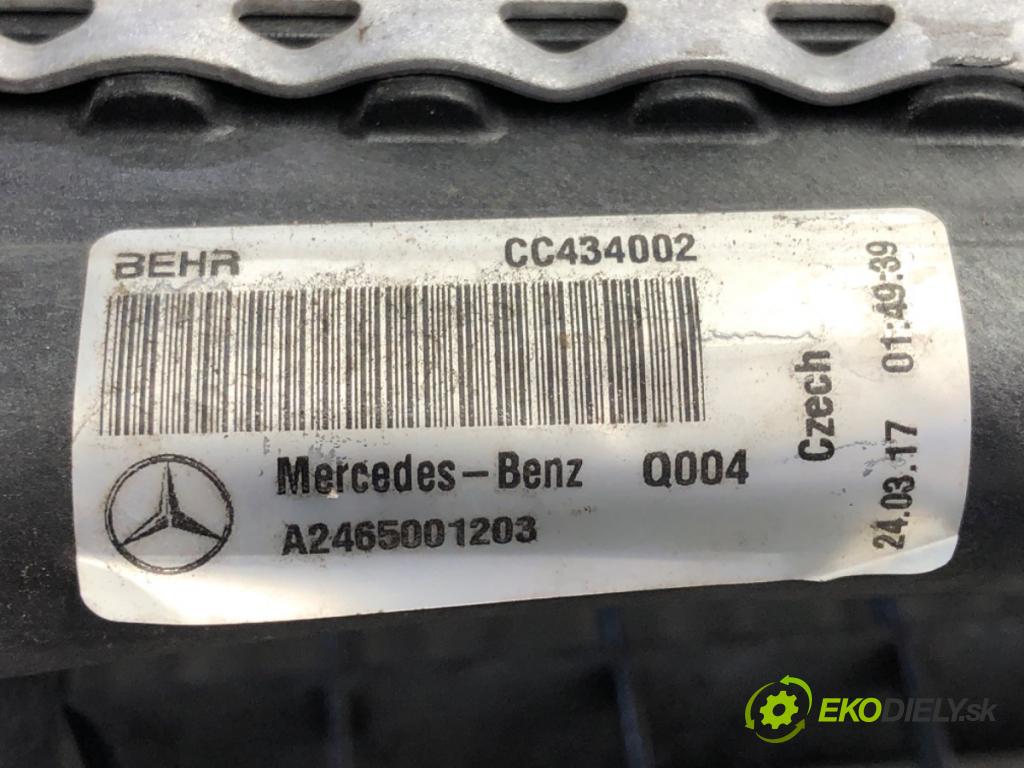 BEHR CC434002
Mercedes-Benz Q004
A2465001203
Czech
24.03.17 01:49:39
EKODIELY.sk